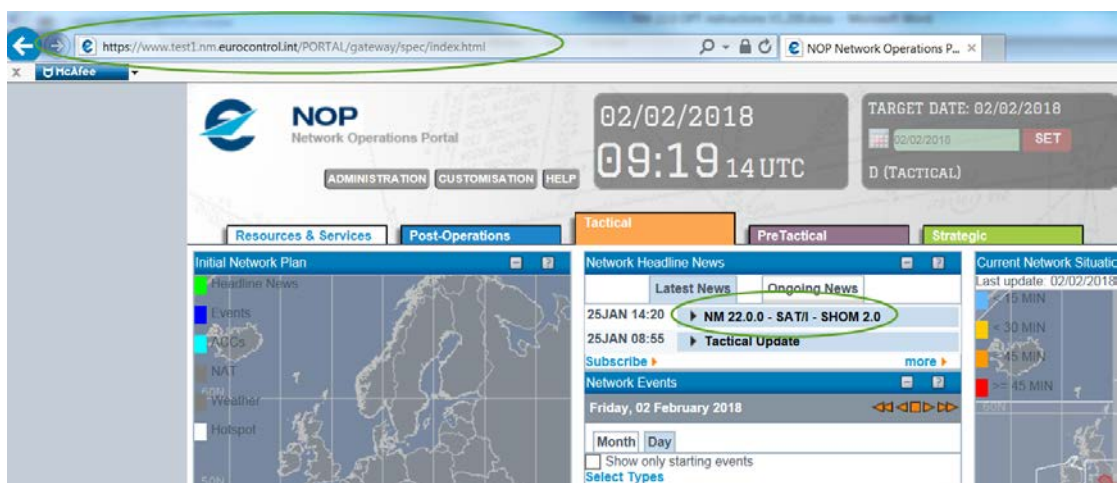 https://www.test1.nm.eurocontrol.int/PORTAL/gateway/spec/index.html
NOP Network Operations P...
X McAfee
NOP
Network Operations Portal
ADMINISTRATION CUSTOMISATION HELP
02/02/2018
09:19 14 UTC
TARGET DATE: 02/02/2018
02/02/2018 SET
D (TACTICAL)
Resources & Services Post-Operations Tactical PreTactical Strategic
Initial Network Plan
Headline News
Events
ACCs
NAT
Weather
Hotspot
60N
50N
Network Headline News
Latest News Ongoing News
25JAN 14:20 NM 22.0.0 - SAT/I - SHOM 2.0
25JAN 08:55 Tactical Update
Subscribe more
Network Events
Friday, 02 February 2018
Month Day
Show only starting events
Select Types
Current Network Situatio
Last update: 02/02/2018
< 15 MIN
< 30 MIN
< 45 MIN
>= 45 MIN
60N